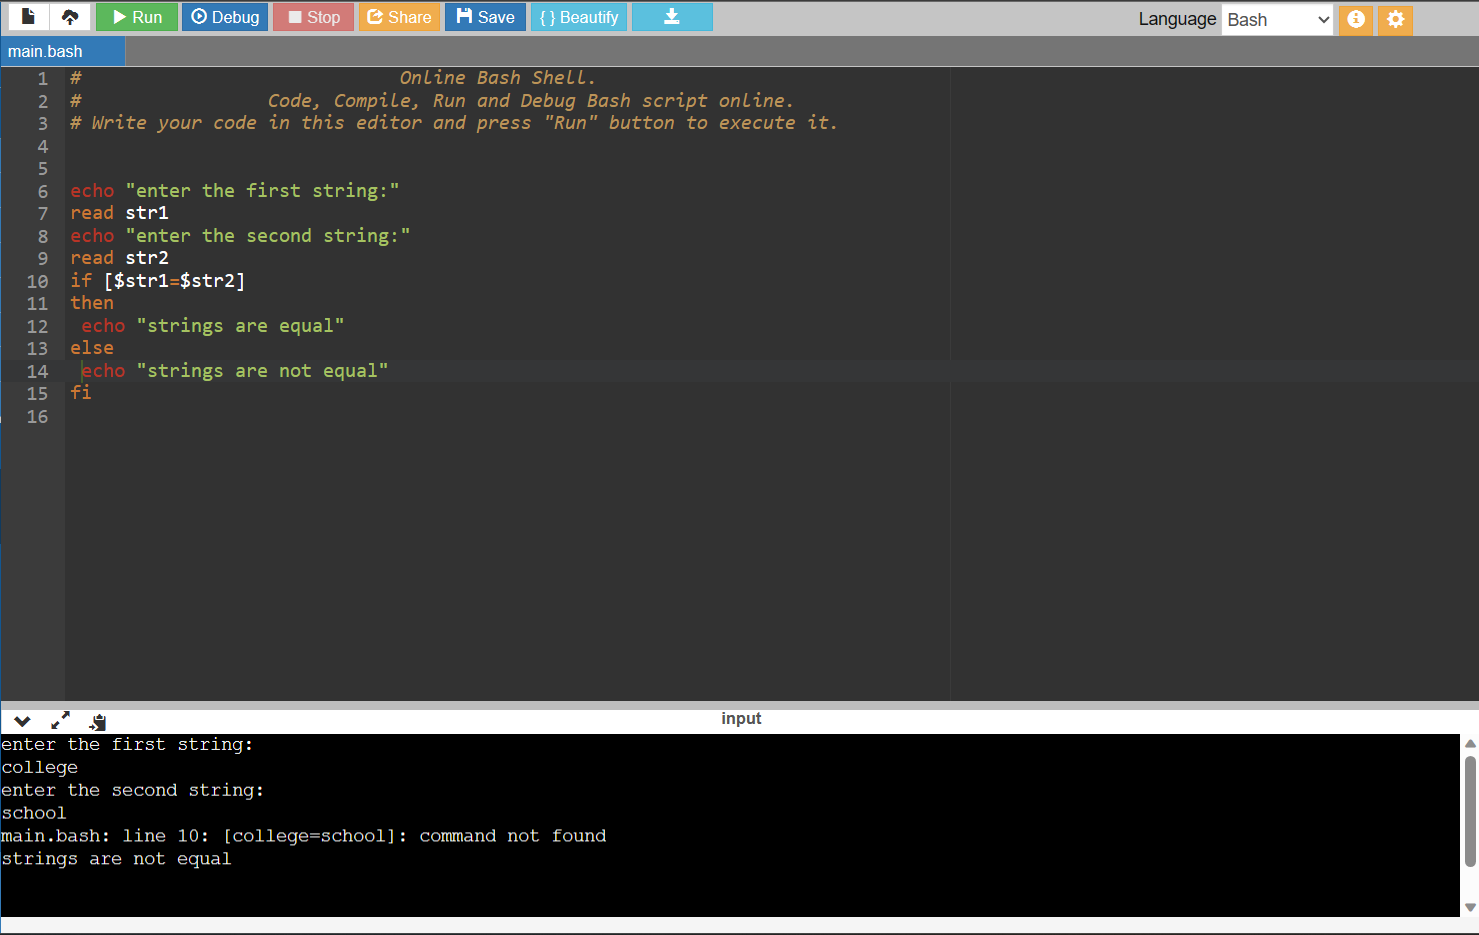 Run Debug Stop Share Save { } Beautify Language Bash
main.bash
1 # Online Bash Shell.
2 # Code, Compile, Run and Debug Bash script online.
3 # Write your code in this editor and press "Run" button to execute it.
4
5
6 echo "enter the first string:"
7 read str1
8 echo "enter the second string:"
9 read str2
10 if [$str1=$str2]
11 then
12  echo "strings are equal"
13 else
14  echo "strings are not equal"
15 fi
16
input
enter the first string:
college
enter the second string:
school
main.bash: line 10: [college=school]: command not found
strings are not equal